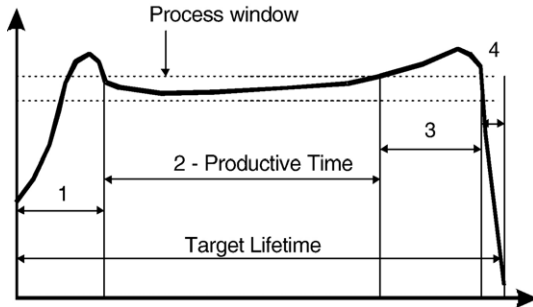 Process window
4
3
2 - Productive Time
1
Target Lifetime